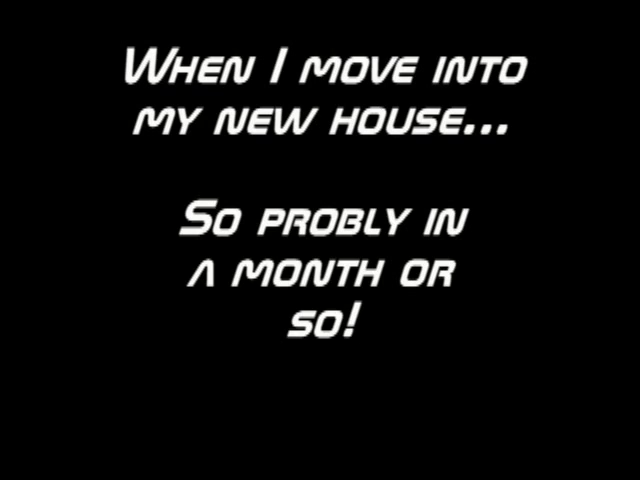 When I move into
my new house...
So probly in
a month or
so!